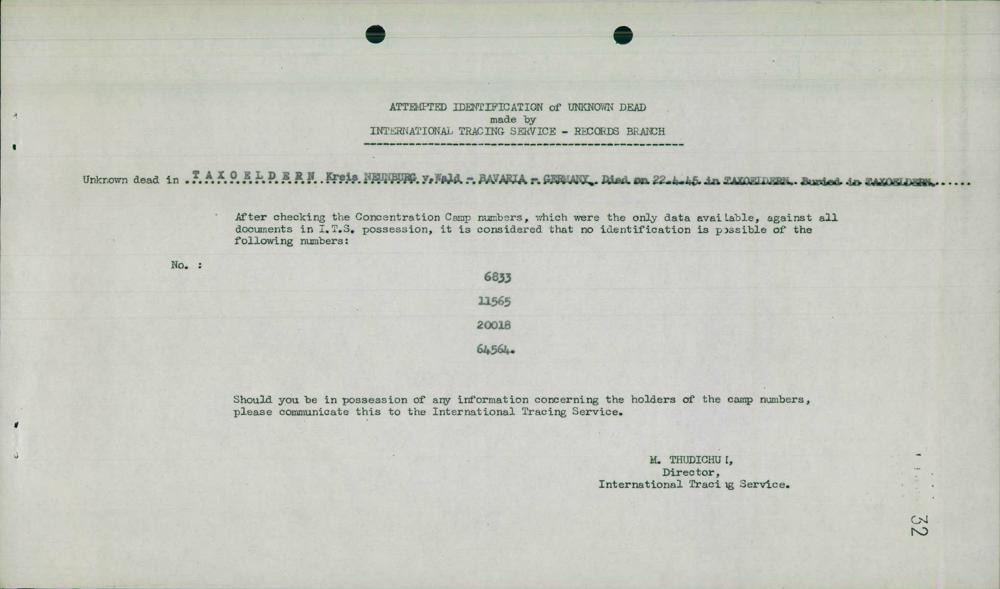 ATTEMPTED IDENTIFICATION of UNKNOWN DEAD
made by
INTERNATIONAL TRACING SERVICE - RECORDS BRANCH
Unknown dead in ..T A X O E L D E R N Kreis NEUNBURG v.Wald - BAVARIA - GERMANY. Died on 22.4.45 in TAXOELDERN. Buried in TAXOELDERN......
After checking the Concentration Camp numbers, which were the only data available, against all
documents in I.T.S. possession, it is considered that no identification is possible of the
following numbers:
No. :
6833
11565
20018
64564.
Should you be in possession of any information concerning the holders of the camp numbers,
please communicate this to the International Tracing Service.
M. THUDICHUM,
Director,
International Tracing Service.
32